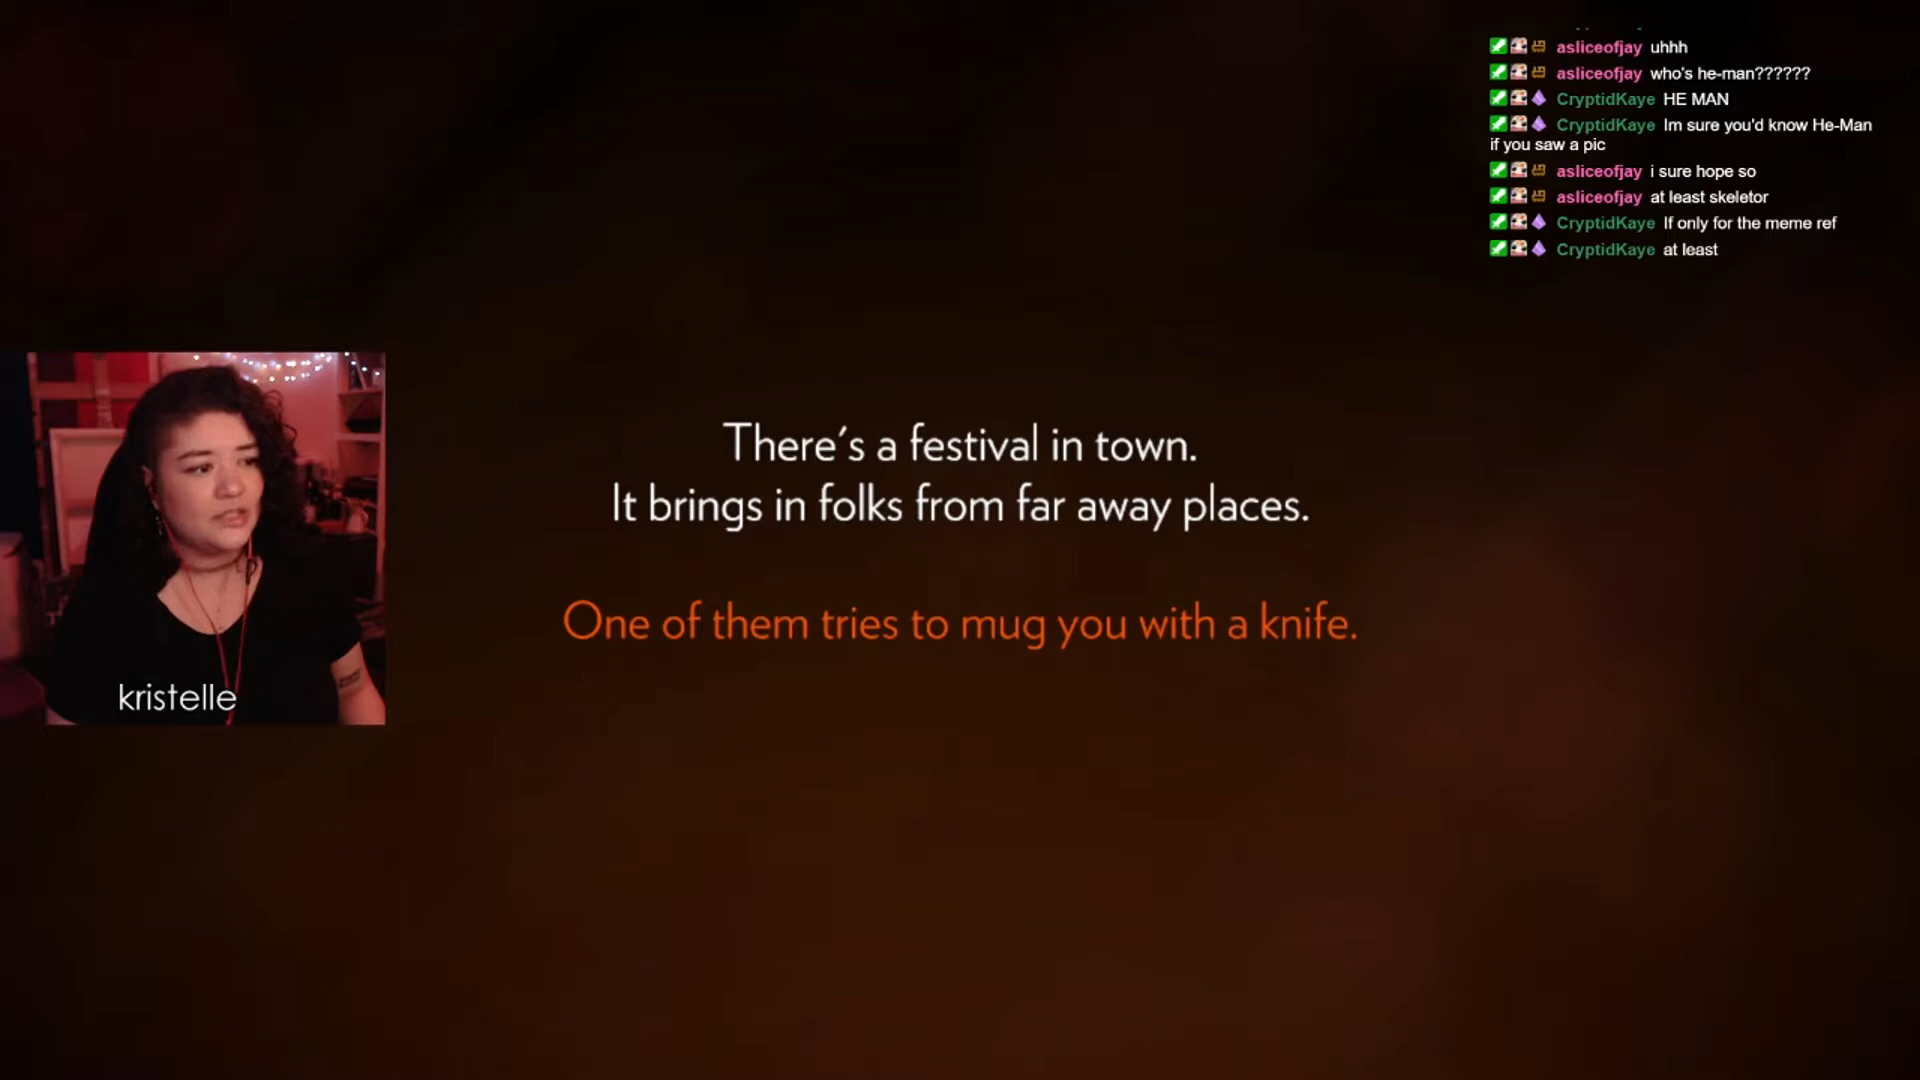 asliceofjay uhhh
asliceofjay who's he-man??????
CryptidKaye HE MAN
CryptidKaye Im sure you'd know He-Man
if you saw a pic
asliceofjay i sure hope so
asliceofjay at least skeletor
CryptidKaye If only for the meme ref
CryptidKaye at least
There's a festival in town.
It brings in folks from far away places.
One of them tries to mug you with a knife.
kristelle